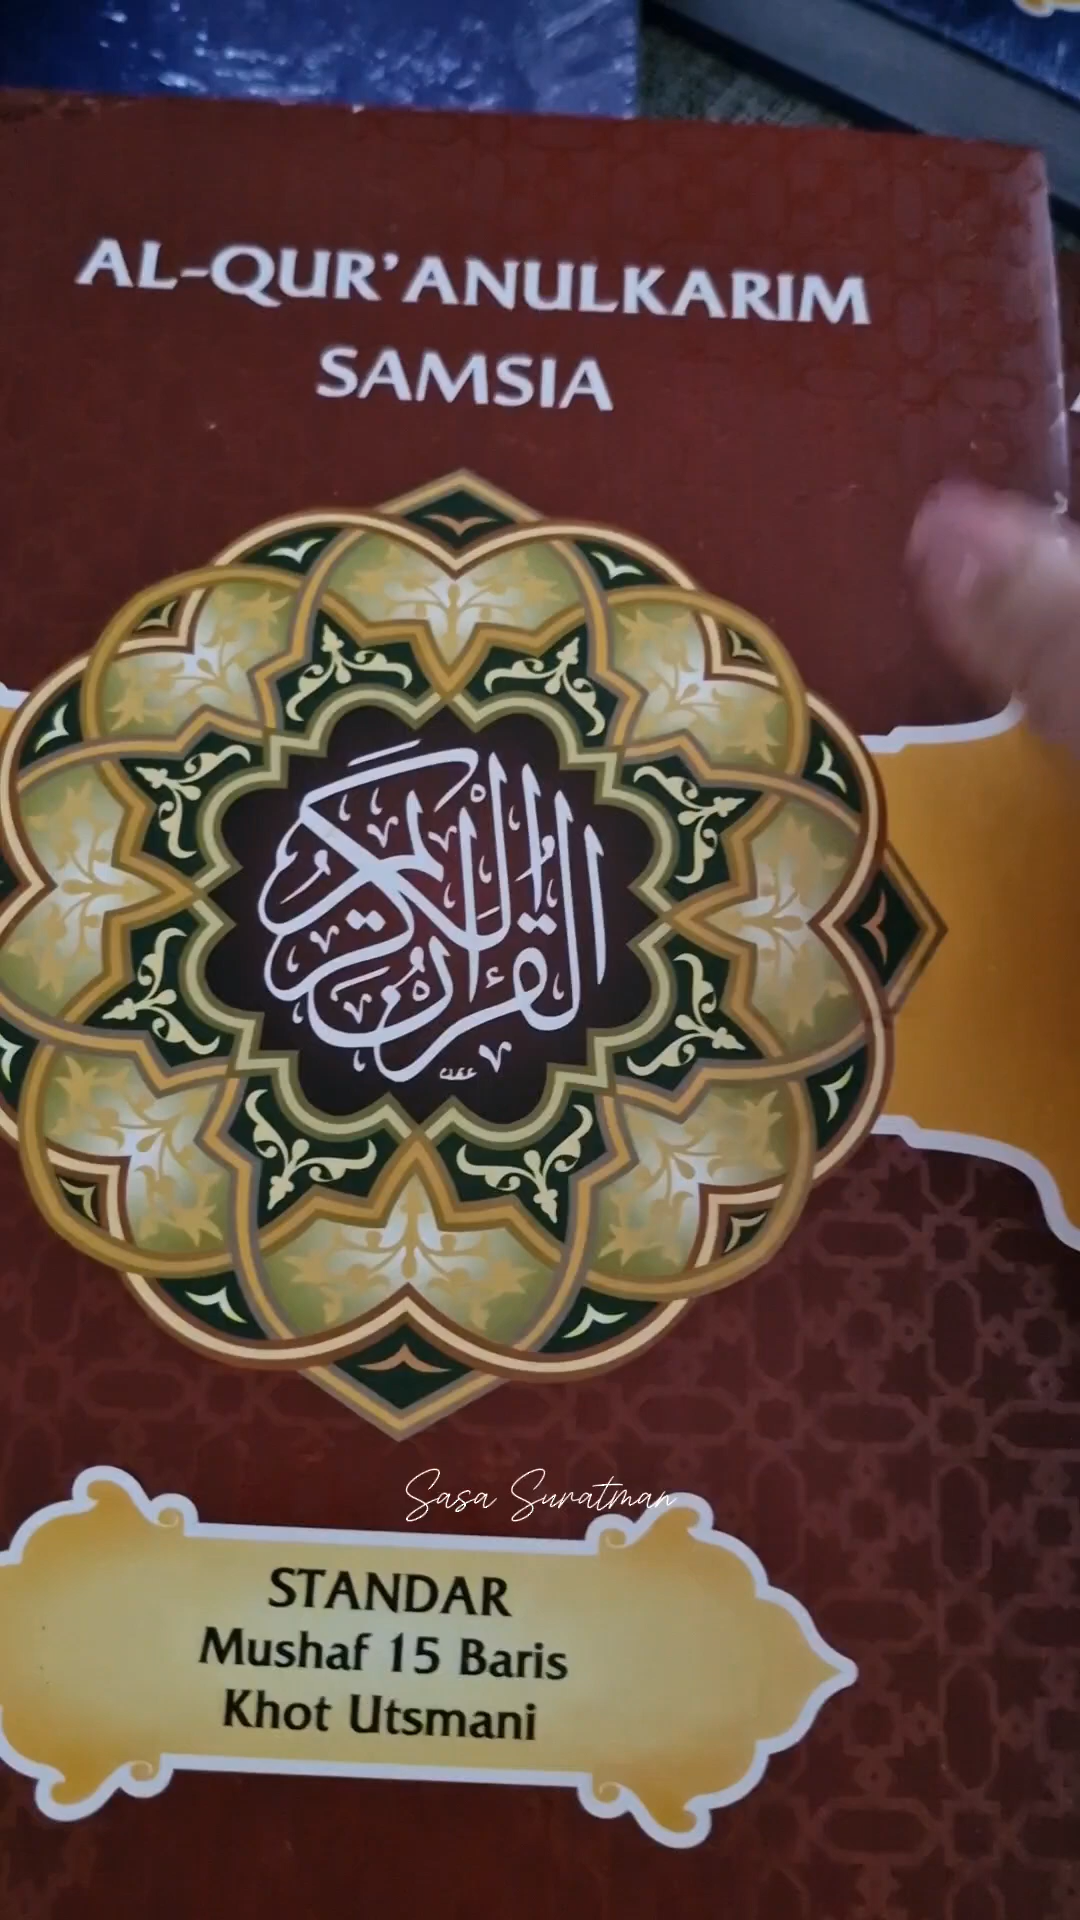 AL-QUR'ANULKARIM
SAMSIA
القرآن الكريم
Sasa Suratman
STANDAR
Mushaf 15 Baris
Khot Utsmani